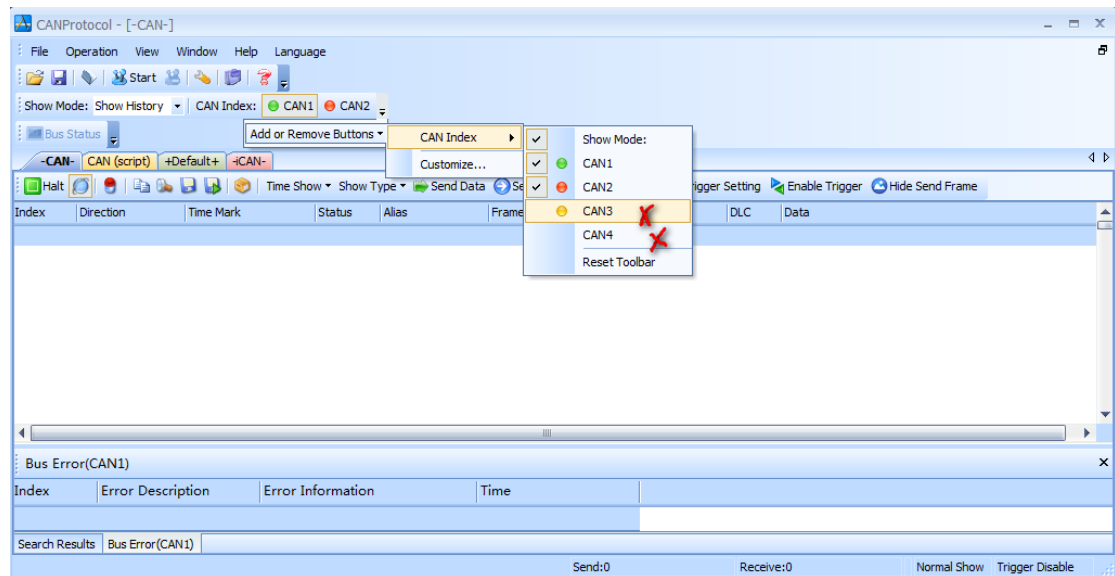 CANProtocol - [-CAN-]
File Operation View Window Help Language
Start
Show Mode: Show History CAN Index: CAN1 CAN2
Bus Status Add or Remove Buttons CAN Index Show Mode:
-CAN- CAN (script) +Default+ -iCAN- Customize... CAN1
Halt Time Show Show Type Send Data CAN2 Trigger Setting Enable Trigger Hide Send Frame
Index Direction Time Mark Status Alias Frame CAN3 DLC Data
CAN4
Reset Toolbar
Bus Error(CAN1)
Index Error Description Error Information Time
Search Results Bus Error(CAN1)
Send:0 Receive:0 Normal Show Trigger Disable